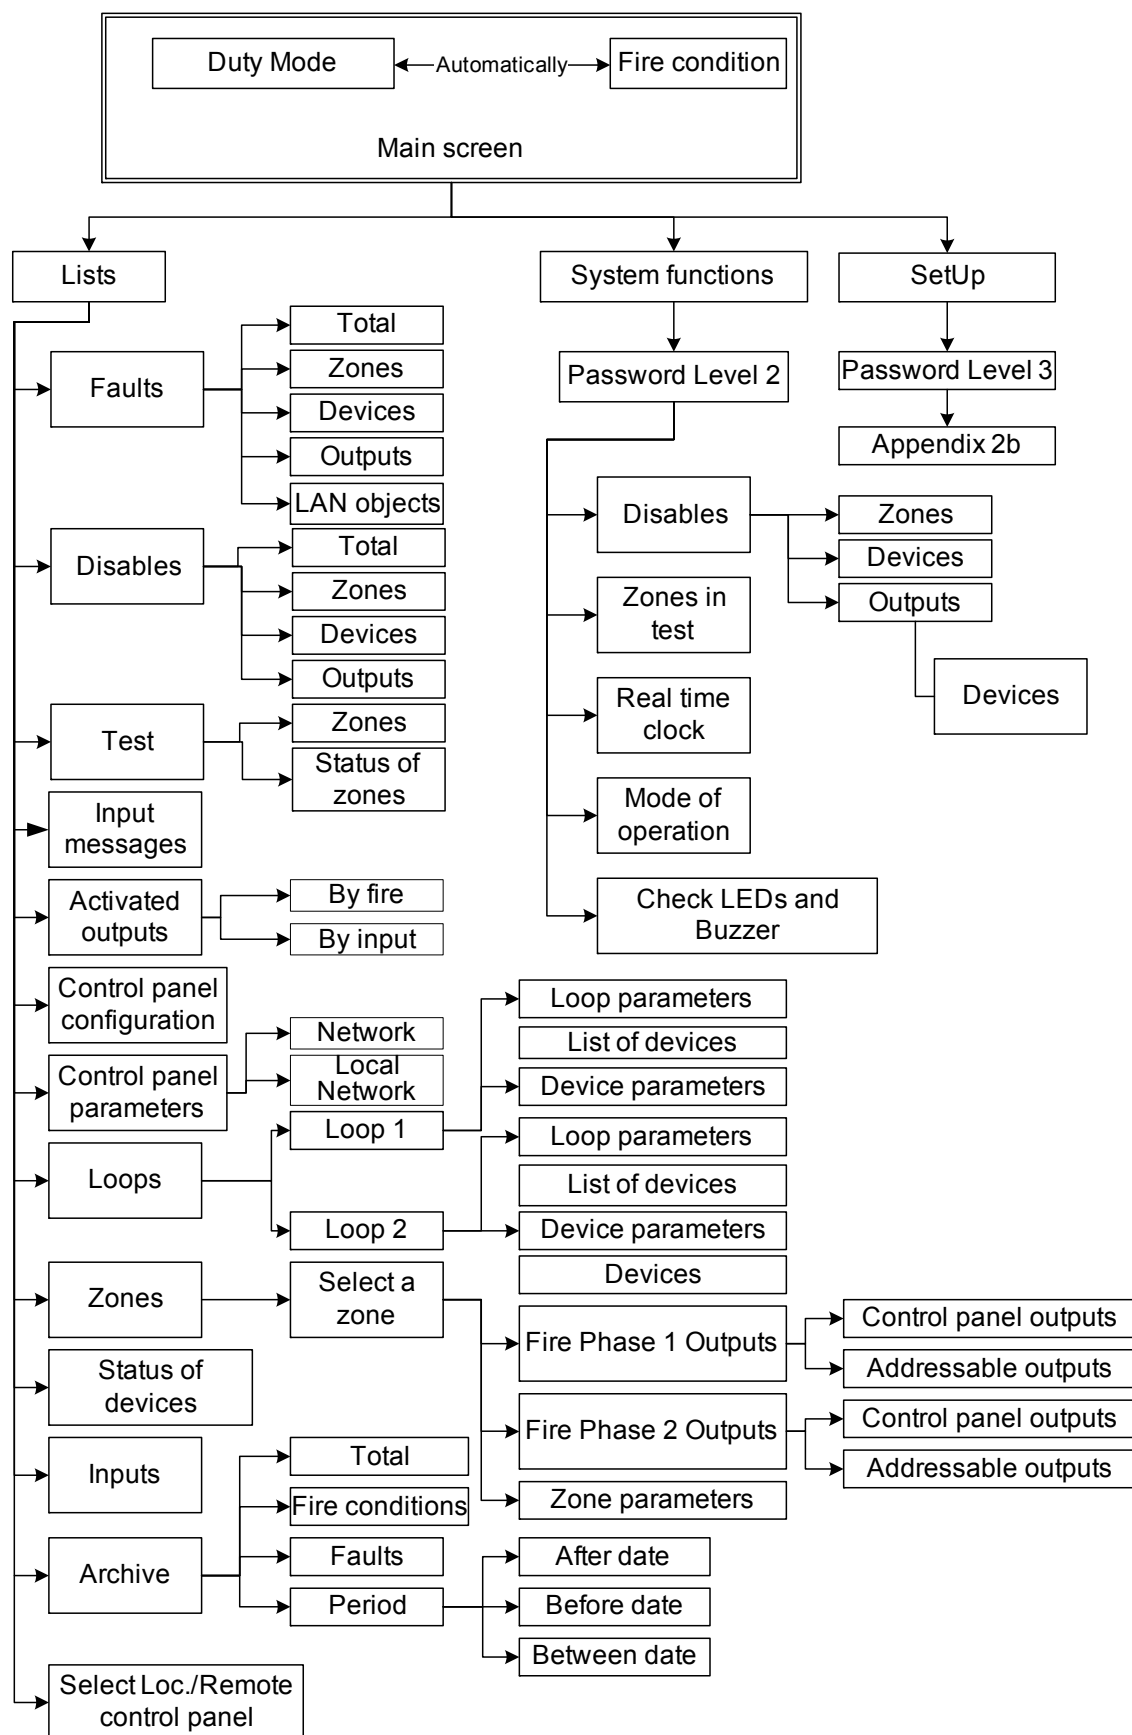 Duty Mode
Automatically
Fire condition
Main screen
Lists
System functions
SetUp
Faults
Total
Zones
Devices
Outputs
LAN objects
Disables
Total
Zones
Devices
Outputs
Test
Zones
Status of
zones
Input
messages
Activated
outputs
By fire
By input
Control panel
configuration
Control panel
parameters
Network
Local
Network
Loops
Loop 1
Loop parameters
List of devices
Device parameters
Loop 2
Loop parameters
List of devices
Device parameters
Zones
Select a
zone
Devices
Fire Phase 1 Outputs
Control panel outputs
Addressable outputs
Fire Phase 2 Outputs
Control panel outputs
Addressable outputs
Zone parameters
Status of
devices
Inputs
Archive
Total
Fire conditions
Faults
Period
After date
Before date
Between date
Select Loc./Remote
control panel
Password Level 2
Disables
Zones
Devices
Outputs
Devices
Zones in
test
Real time
clock
Mode of
operation
Check LEDs and
Buzzer
Password Level 3
Appendix 2b